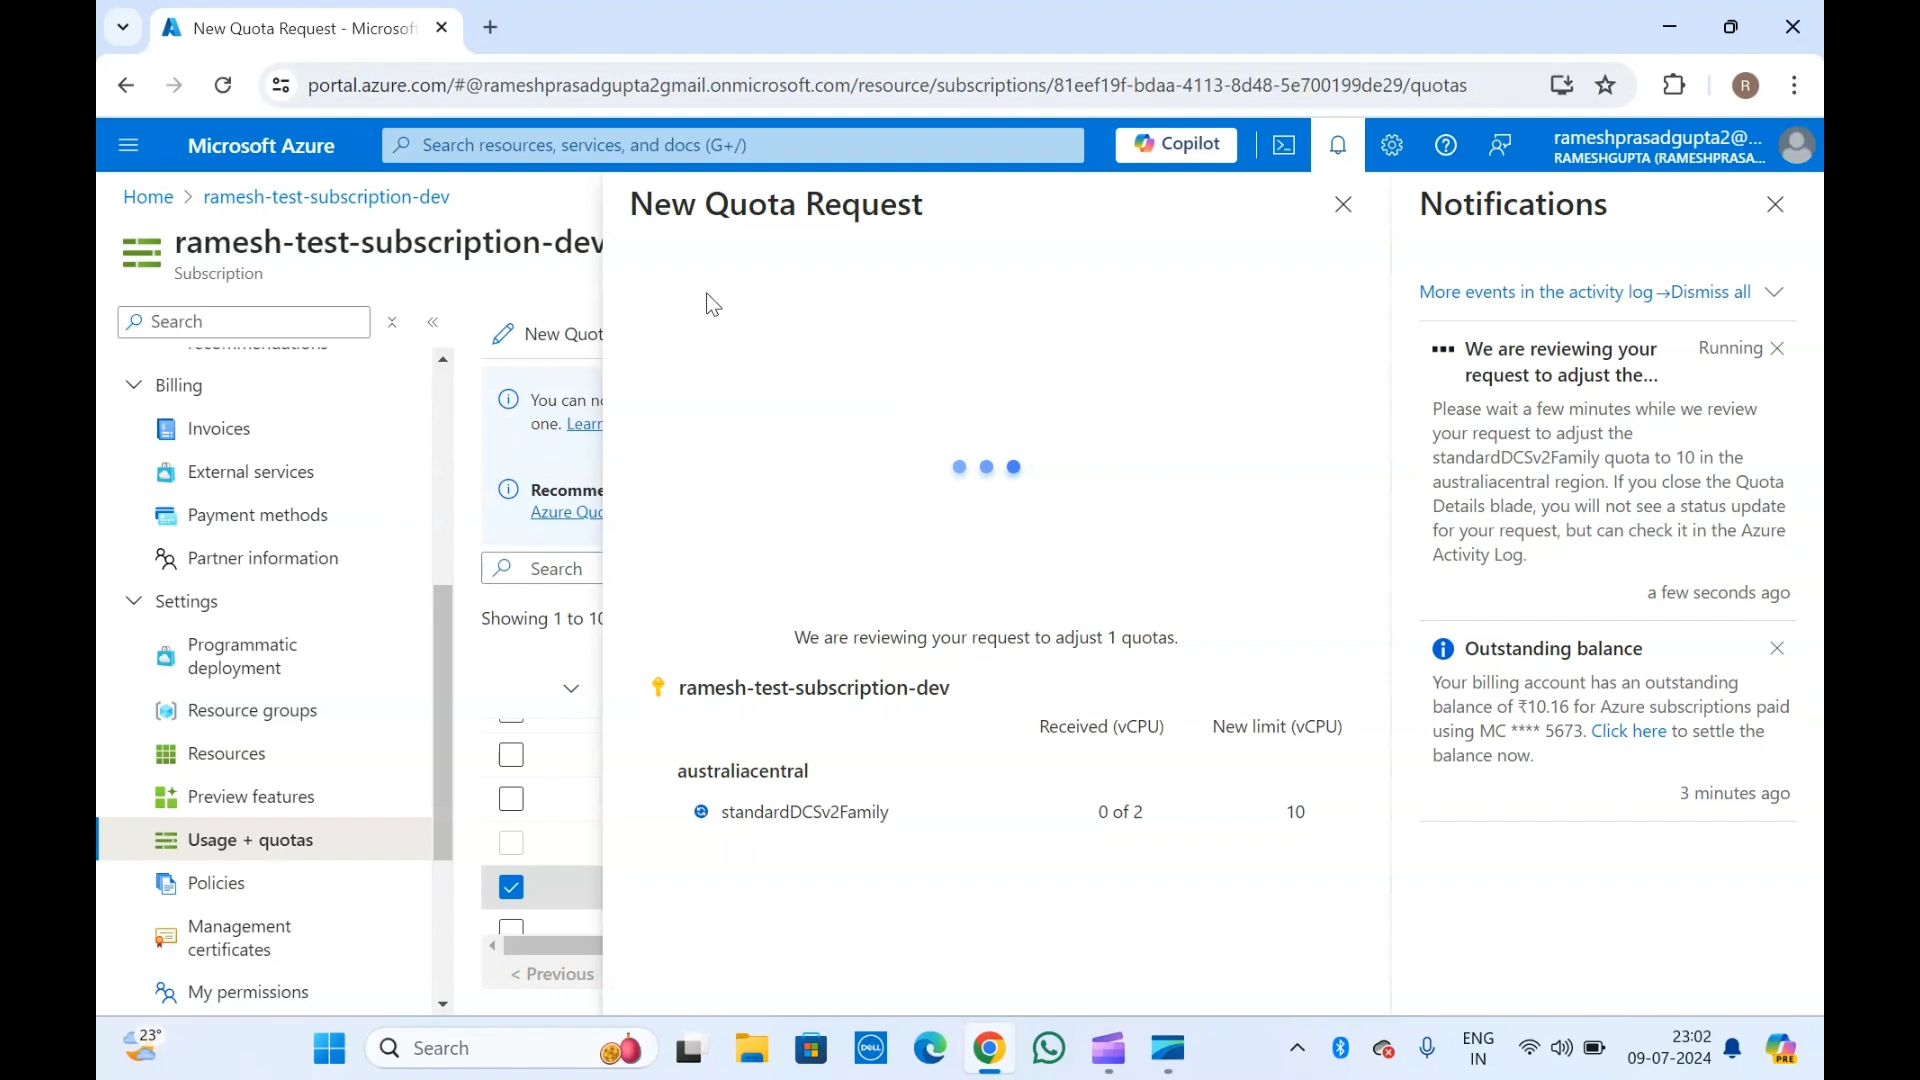 New Quota Request - Microsof
portal.azure.com/#@rameshprasadgupta2gmail.onmicrosoft.com/resource/subscriptions/81eef19f-bdaa-4113-8d48-5e700199de29/quotas
R
Microsoft Azure
Search resources, services, and docs (G+/)
Copilot
rameshprasadgupta2@...
RAMESHGUPTA (RAMESHPRASA...
Home > ramesh-test-subscription-dev
ramesh-test-subscription-dev
Subscription
Search
Billing
Invoices
External services
Payment methods
Partner information
Settings
Programmatic
deployment
Resource groups
Resources
Preview features
Usage + quotas
Policies
Management
certificates
My permissions
New Quot
You can no
one. Learn
Recomme
Azure Quo
Search
Showing 1 to 10
< Previous
New Quota Request
We are reviewing your request to adjust 1 quotas.
ramesh-test-subscription-dev
Received (vCPU)
New limit (vCPU)
australiacentral
standardDCSv2Family
0 of 2
10
Notifications
More events in the activity log →
Dismiss all
We are reviewing your
request to adjust the...
Running
Please wait a few minutes while we review
your request to adjust the
standardDCSv2Family quota to 10 in the
australiacentral region. If you close the Quota
Details blade, you will not see a status update
for your request, but can check it in the Azure
Activity Log.
a few seconds ago
Outstanding balance
Your billing account has an outstanding
balance of ₹10.16 for Azure subscriptions paid
using MC **** 5673. Click here to settle the
balance now.
3 minutes ago
23°
Search
DELL
ENG
IN
23:02
09-07-2024
PRE